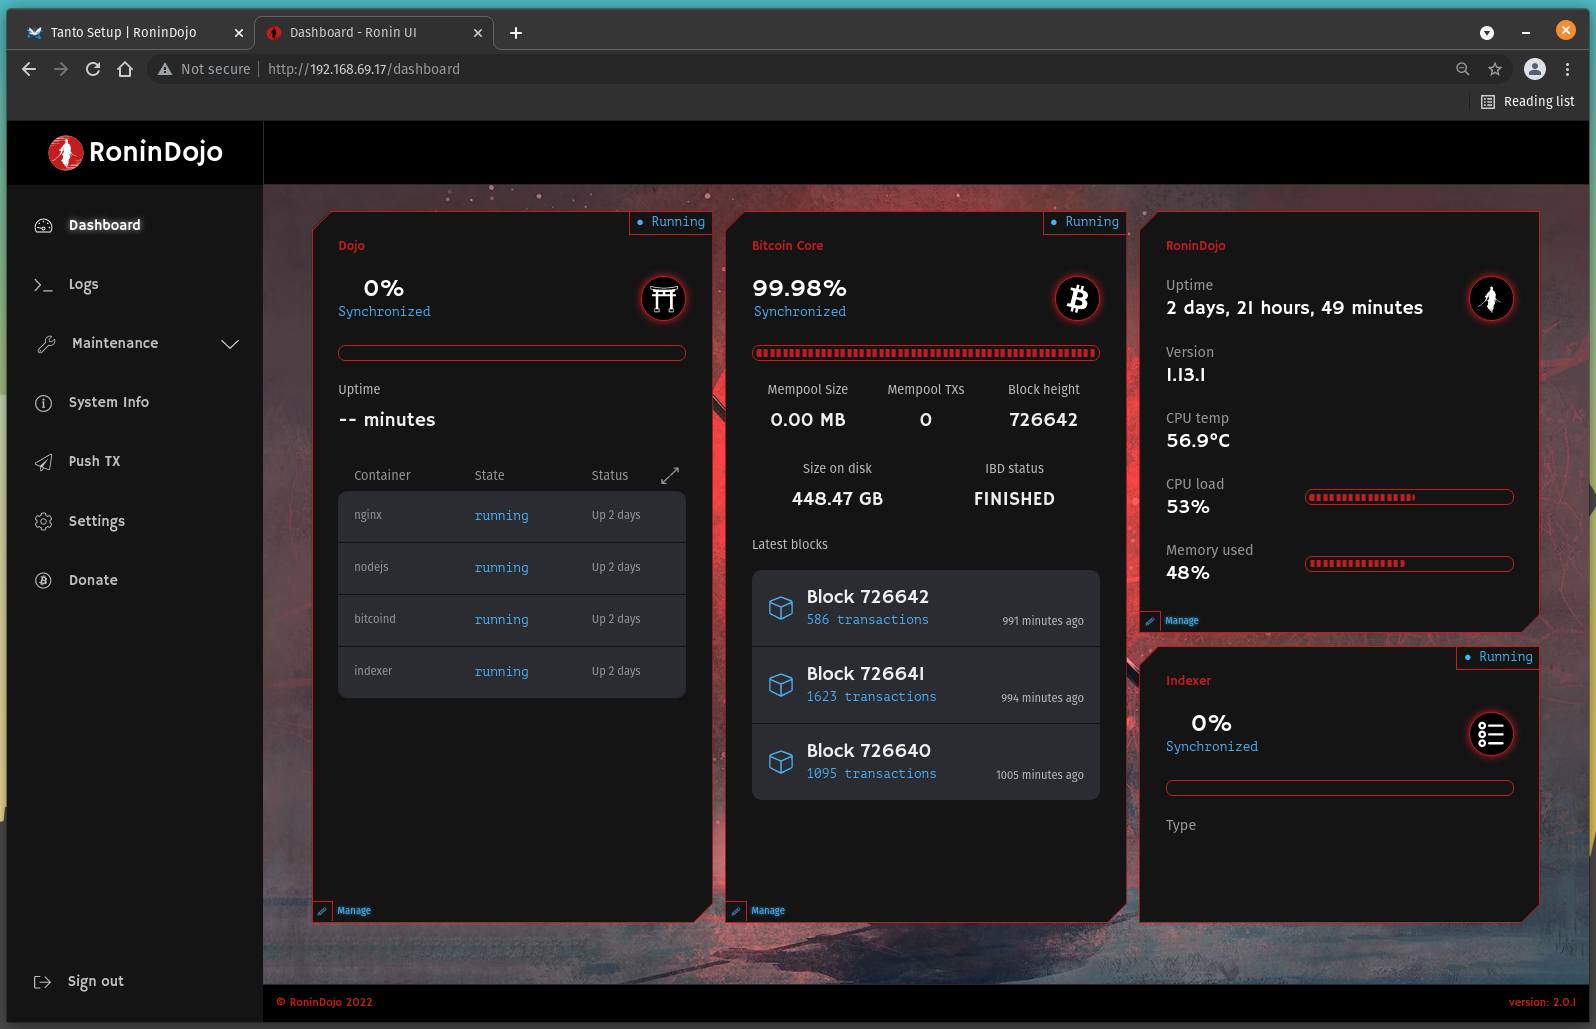 Tanto Setup | RoninDojo
Dashboard - Ronin UI
Not secure | http://192.168.69.17/dashboard
Reading list
RoninDojo
Dashboard
Logs
Maintenance
System Info
Push TX
Settings
Donate
Sign out
Running
Dojo
0%
Synchronized
Uptime
-- minutes
Container State Status
nginx running Up 2 days
nodejs running Up 2 days
bitcoind running Up 2 days
indexer running Up 2 days
Manage
Running
Bitcoin Core
99.98%
Synchronized
Mempool Size Mempool TXs Block height
0.00 MB 0 726642
Size on disk IBD status
448.47 GB FINISHED
Latest blocks
Block 726642
586 transactions 991 minutes ago
Block 726641
1623 transactions 994 minutes ago
Block 726640
1095 transactions 1005 minutes ago
Manage
RoninDojo
Uptime
2 days, 21 hours, 49 minutes
Version
1.13.1
CPU temp
56.9°C
CPU load
53%
Memory used
48%
Manage
Running
Indexer
0%
Synchronized
Type
© RoninDojo 2022
version: 2.0.1